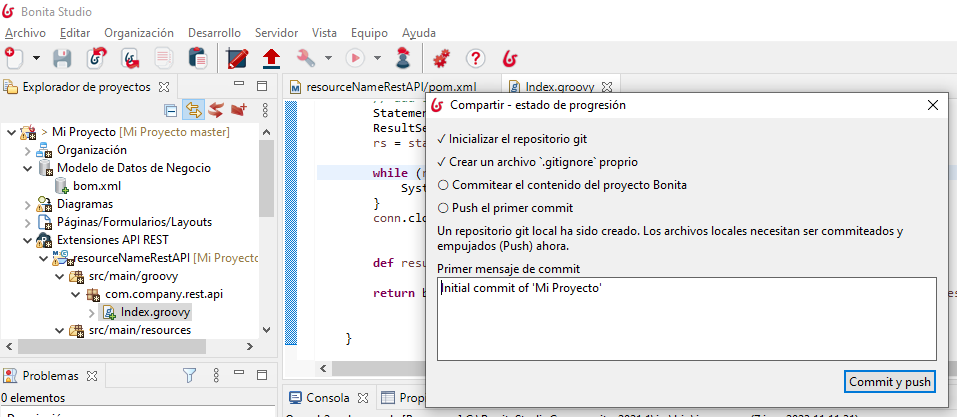 Bonita Studio
Archivo Editar Organización Desarrollo Servidor Vista Equipo Ayuda
Explorador de proyectos
> Mi Proyecto [Mi Proyecto master]
Organización
Modelo de Datos de Negocio
bom.xml
Diagramas
Páginas/Formularios/Layouts
Extensiones API REST
resourceNameRestAPI [Mi Proyecto
src/main/groovy
com.company.rest.api
Index.groovy
src/main/resources
Problemas
0 elementos
resourceNameRestAPI/pom.xml
Index.groovy
Statement
ResultSe
rs = sta
while (r
Syst
}
conn.clo
def resu
return b
}
Consola
Prop
Compartir - estado de progresión
✓ Inicializar el repositorio git
✓ Crear un archivo `.gitignore` proprio
○ Commitear el contenido del proyecto Bonita
○ Push el primer commit
Un repositorio git local ha sido creado. Los archivos locales necesitan ser commiteados y
empujados (Push) ahora.
Primer mensaje de commit
Initial commit of 'Mi Proyecto'
Commit y push